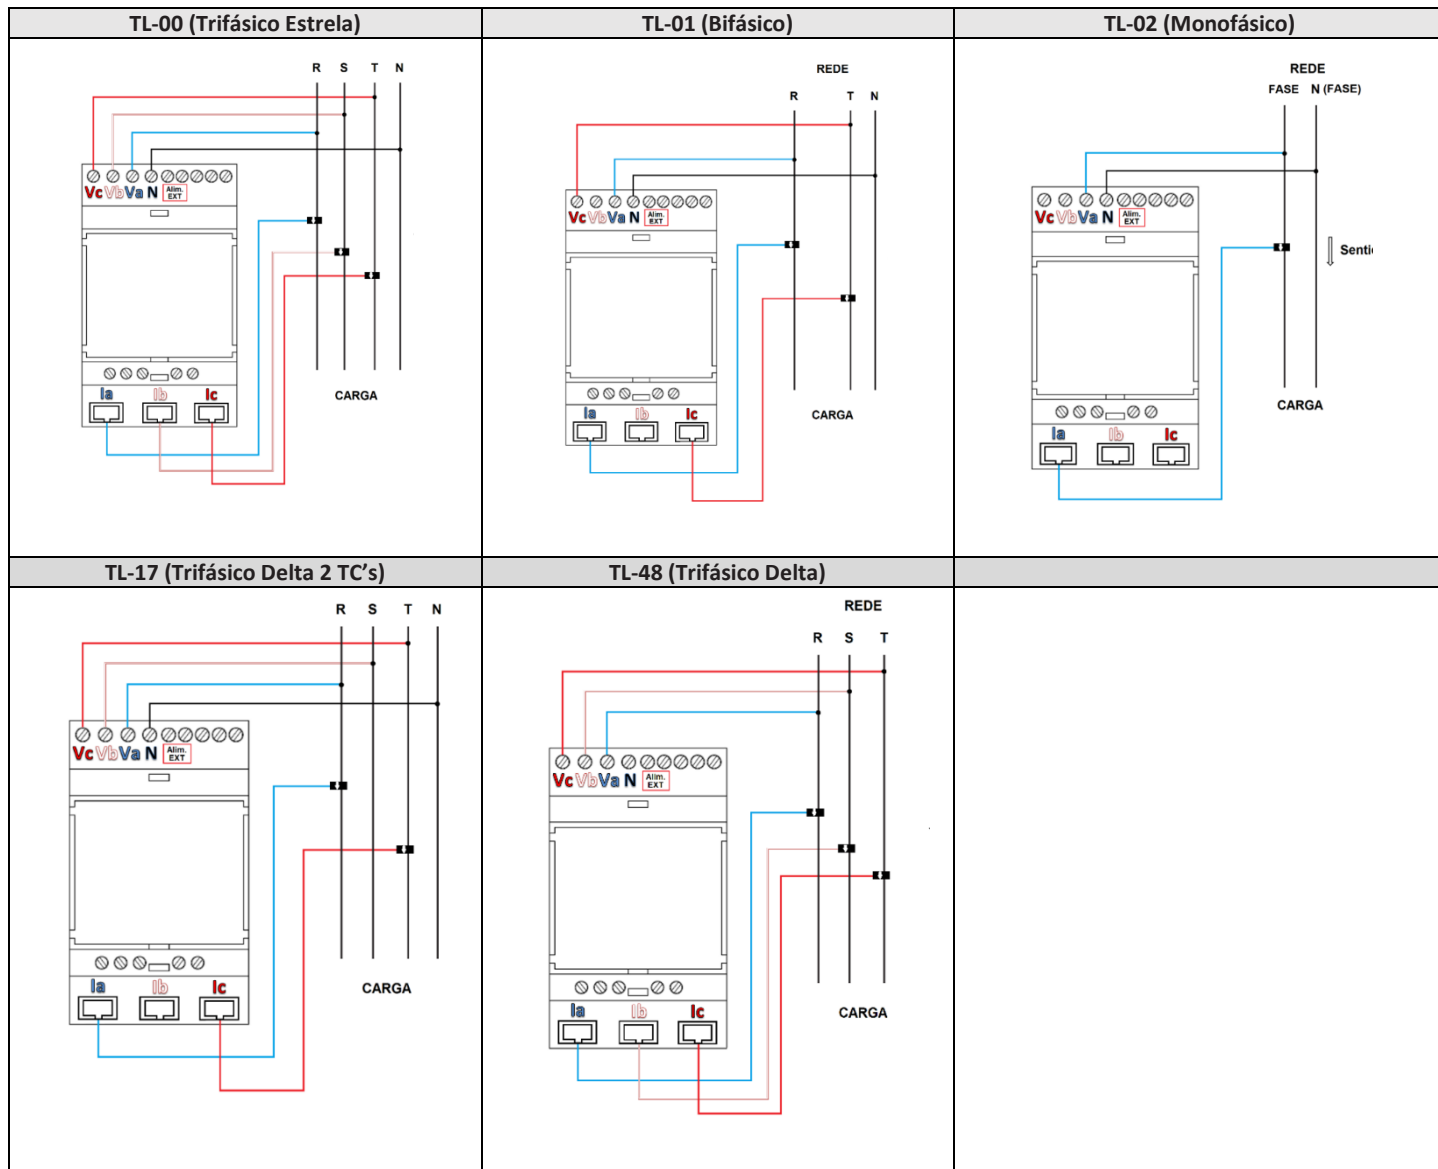 TL-00 (Trifásico Estrela)
TL-01 (Bifásico)
TL-02 (Monofásico)
R S T N
Vc Vb Va N Alim. EXT
Ia Ib Ic
CARGA
REDE
R T N
Vc Vb Va N Alim. EXT
Ia Ib Ic
CARGA
REDE
FASE N (FASE)
Vc Vb Va N Alim. EXT
Ia Ib Ic
CARGA
TL-17 (Trifásico Delta 2 TC’s)
TL-48 (Trifásico Delta)
R S T N
Vc Vb Va N Alim. EXT
Ia Ib Ic
CARGA
REDE
R S T
Vc Vb Va N Alim. EXT
Ia Ib Ic
CARGA